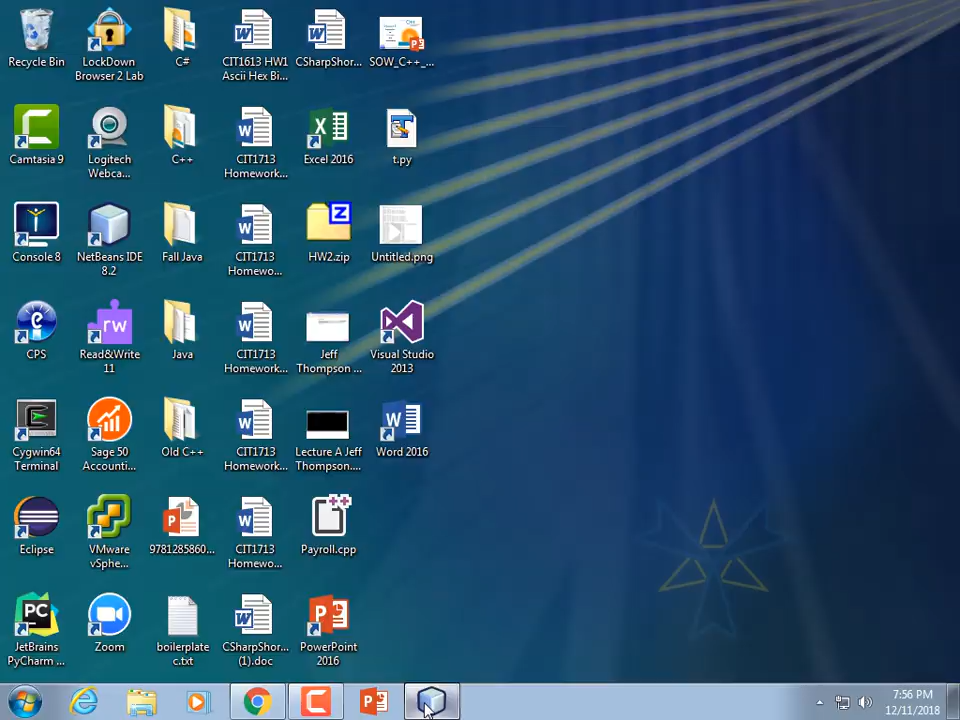 Recycle Bin
LockDown
Browser 2 Lab
C#
CIT1613 HW1
Ascii Hex Bi...
CSharpShor...
SOW_C++_...
Camtasia 9
Logitech
Webca...
C++
CIT1713
Homework...
Excel 2016
t.py
Console 8
NetBeans IDE
8.2
Fall Java
CIT1713
Homewo...
HW2.zip
Untitled.png
CPS
Read&Write
11
Java
CIT1713
Homework...
Jeff
Thompson ...
Visual Studio
2013
Cygwin64
Terminal
Sage 50
Accounti...
Old C++
CIT1713
Homework...
Lecture A Jeff
Thompson....
Word 2016
Eclipse
VMware
vSphe...
9781285860...
CIT1713
Homewo...
Payroll.cpp
JetBrains
PyCharm ...
Zoom
boilerplate
c.txt
CSharpShor...
(1).doc
PowerPoint
2016
7:56 PM
12/11/2018